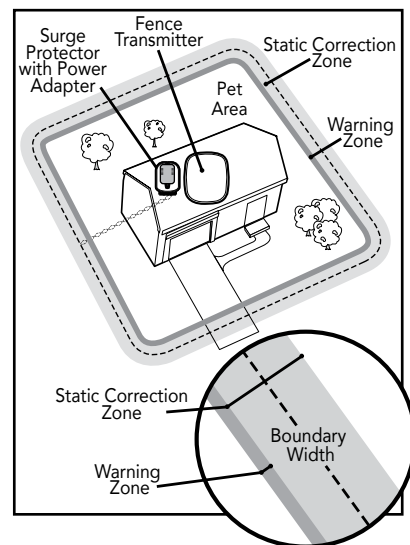 Surge
Protector
with Power
Adapter
Fence
Transmitter
Static Correction
Zone
Pet
Area
Warning
Zone
Static Correction
Zone
Boundary
Width
Warning
Zone